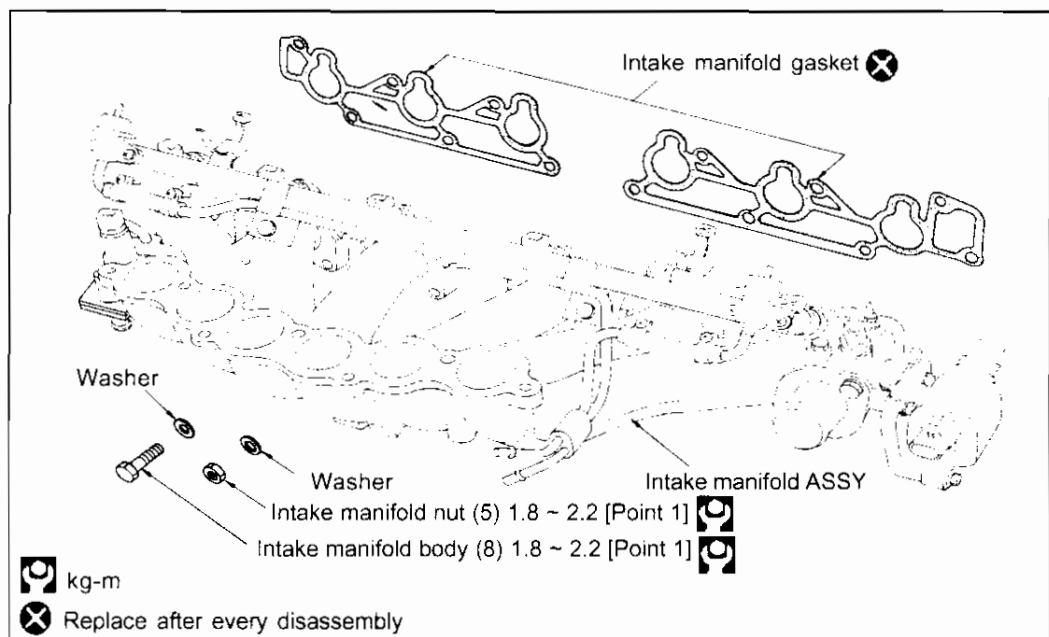 Intake manifold gasket
Washer
Washer
Intake manifold ASSY
Intake manifold nut (5) 1.8 ~ 2.2 [Point 1]
Intake manifold body (8) 1.8 ~ 2.2 [Point 1]
kg-m
Replace after every disassembly